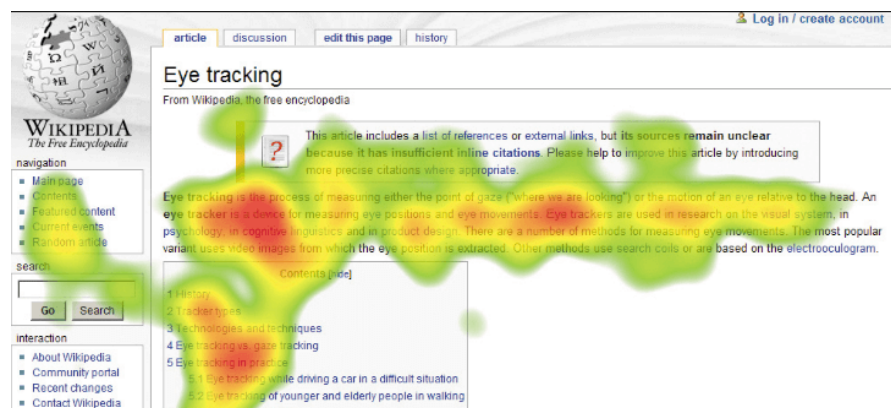 Log in / create account
article discussion edit this page history
Eye tracking
From Wikipedia, the free encyclopedia
WIKIPEDIA
The Free Encyclopedia
?
This article includes a list of references or external links, but its sources remain unclear
because it has insufficient inline citations. Please help to improve this article by introducing
more precise citations where appropriate.
navigation
Main page
Contents
Featured content
Current events
Random article
Eye tracking is the process of measuring either the point of gaze ("where we are looking") or the motion of an eye relative to the head. An
eye tracker is a device for measuring eye positions and eye movements. Eye trackers are used in research on the visual system, in
psychology, in cognitive linguistics and in product design. There are a number of methods for measuring eye movements. The most popular
variant uses video images from which the eye position is extracted. Other methods use search coils or are based on the electrooculogram.
search
Go Search
interaction
About Wikipedia
Community portal
Recent changes
Contact Wikipedia
Contents [hide]
1 History
2 Tracker types
3 Technologies and techniques
4 Eye tracking vs. gaze tracking
5 Eye tracking in practice
5.1 Eye tracking while driving a car in a difficult situation
5.2 Eye tracking of younger and elderly people in walking